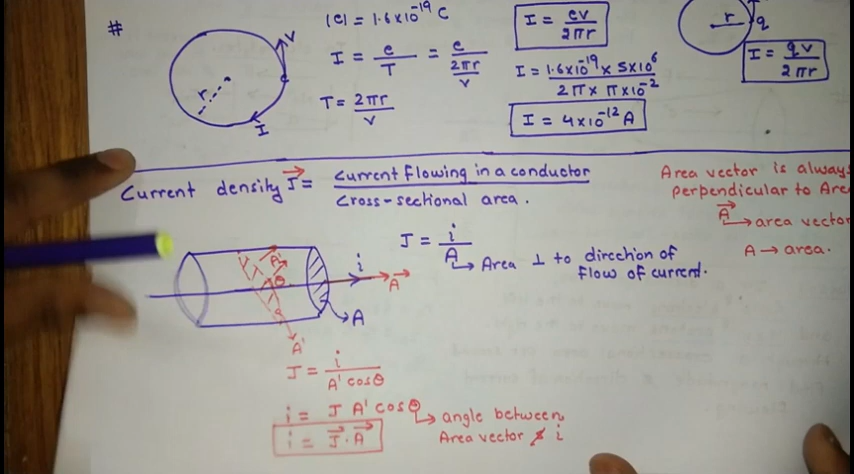 #
|e| = 1.6×10⁻¹⁹ C
I = e/T = e/(2πr/v)
T = 2πr/v
v
r
I
I = ev/2πr
I = 1.6×10⁻¹⁹ × 5×10⁶ / 2π × π×10⁻²
I = 4×10⁻¹² A
r
q
I = qv/2πr
Current density J⃗ = Current flowing in a conductor / Cross-sectional area.
Area vector is always
perpendicular to Are
A⃗ → area vector
A → area.
J = i/A
→ Area ⊥ to direction of
flow of current.
A'
θ
i
A⃗
A
A'
J = i / A' cosθ
i = J A' cosθ
→ angle between
Area vector & i
i = J⃗ · A⃗